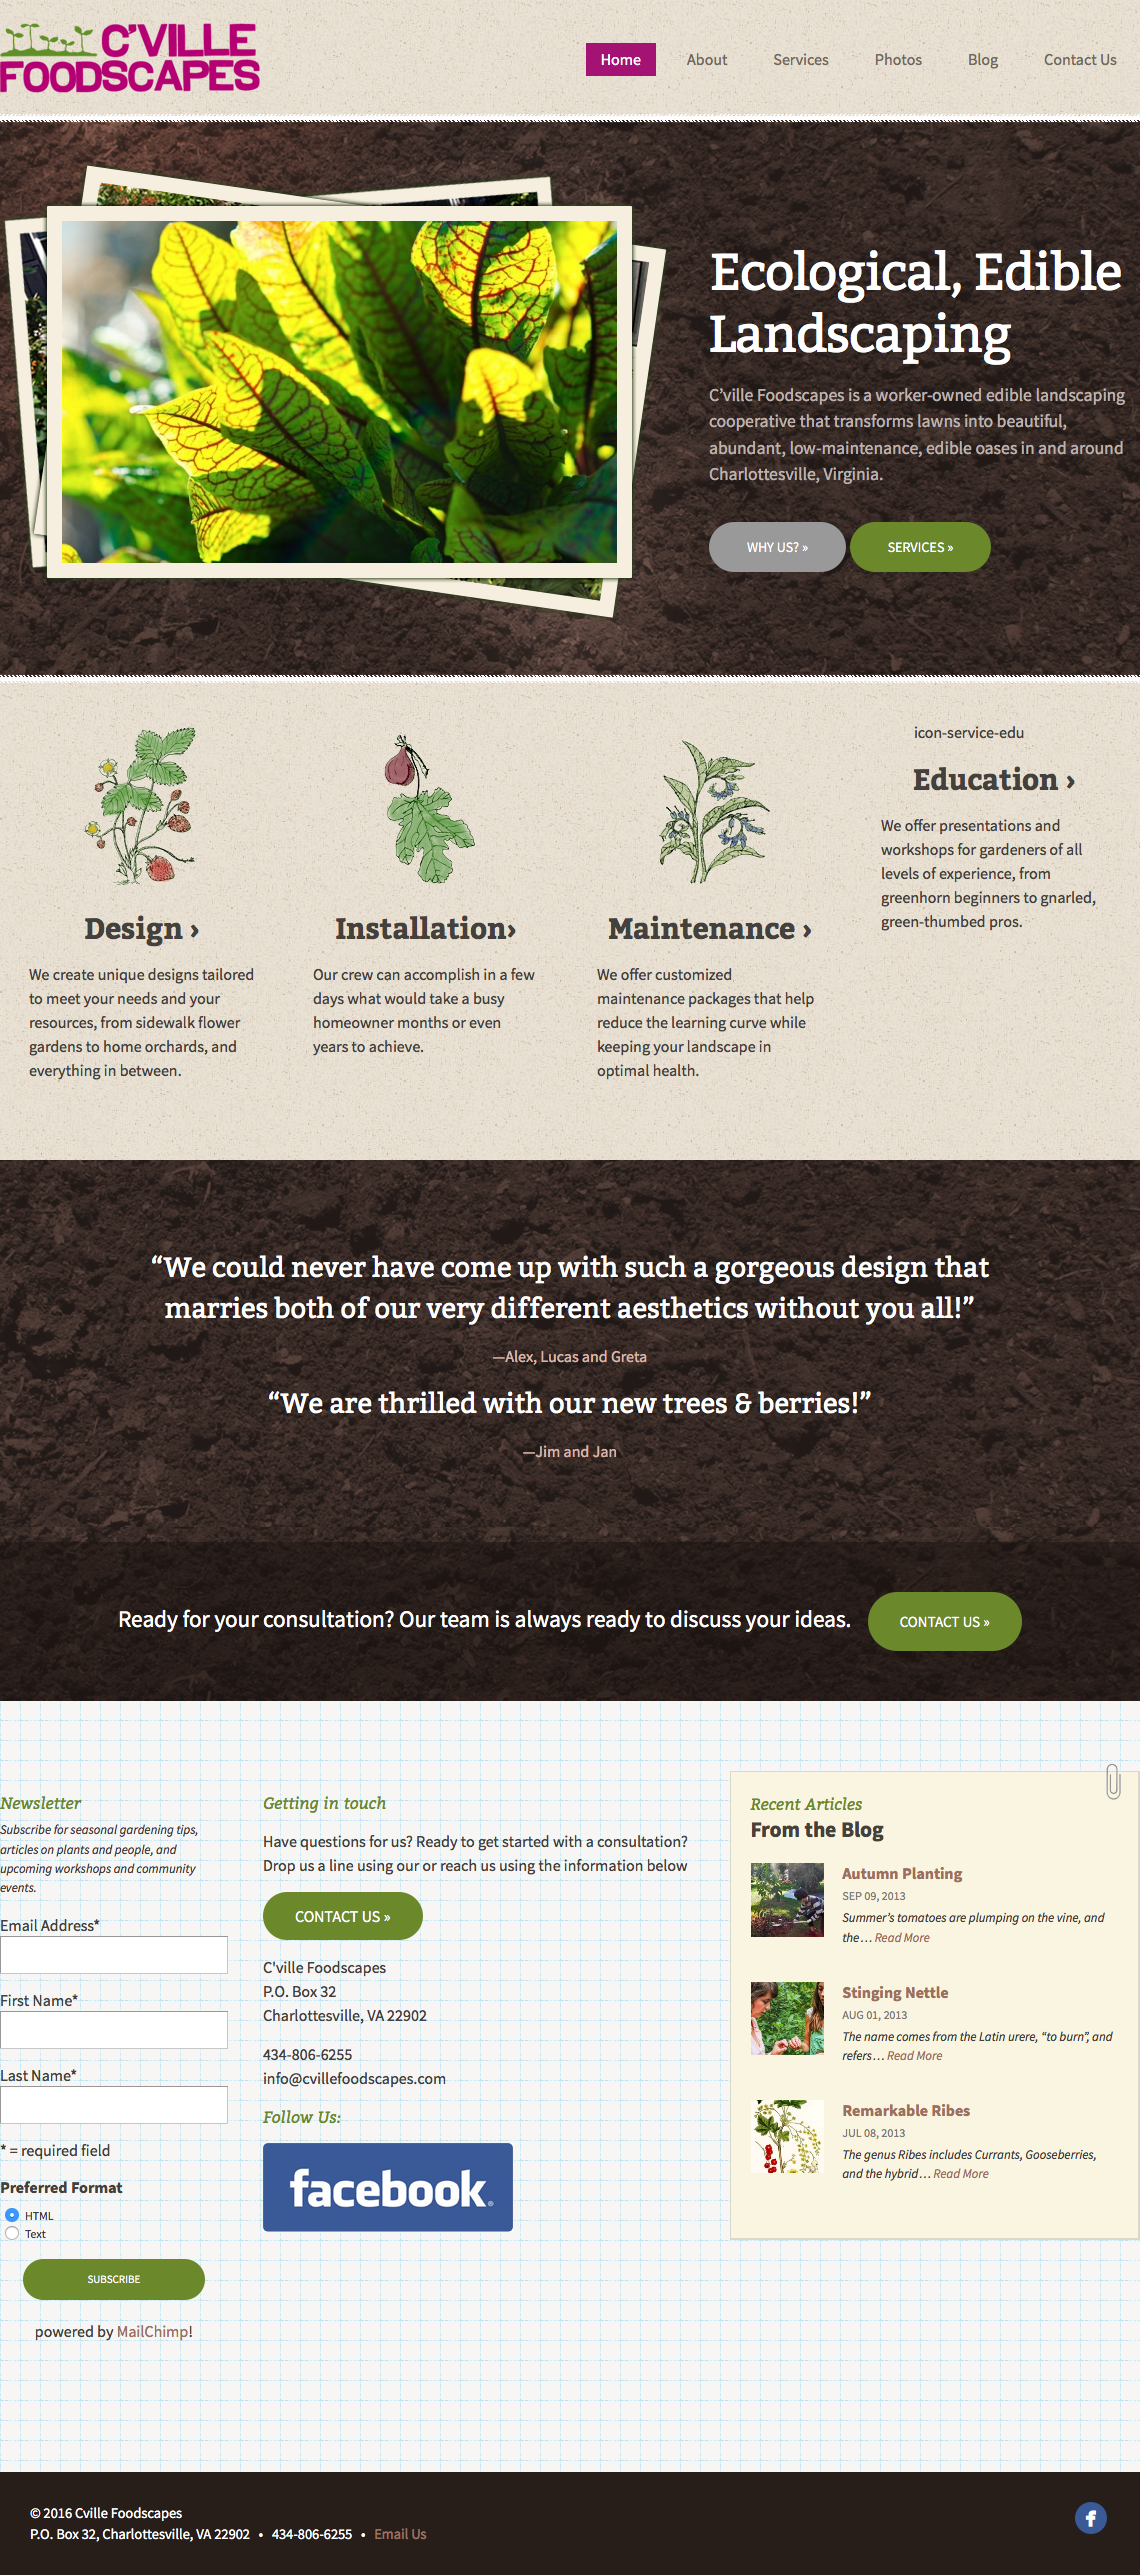 C'VILLE
FOODSCAPES
Home
About
Services
Photos
Blog
Contact Us
Ecological, Edible
Landscaping
C'ville Foodscapes is a worker-owned edible landscaping
cooperative that transforms lawns into beautiful,
abundant, low-maintenance, edible oases in and around
Charlottesville, Virginia.
WHY US? »
SERVICES »
Design ›
We create unique designs tailored
to meet your needs and your
resources, from sidewalk flower
gardens to home orchards, and
everything in between.
Installation›
Our crew can accomplish in a few
days what would take a busy
homeowner months or even
years to achieve.
Maintenance ›
We offer customized
maintenance packages that help
reduce the learning curve while
keeping your landscape in
optimal health.
icon-service-edu
Education ›
We offer presentations and
workshops for gardeners of all
levels of experience, from
greenhorn beginners to gnarled,
green-thumbed pros.
“We could never have come up with such a gorgeous design that
marries both of our very different aesthetics without you all!”
—Alex, Lucas and Greta
“We are thrilled with our new trees & berries!”
—Jim and Jan
Ready for your consultation? Our team is always ready to discuss your ideas.
CONTACT US »
Newsletter
Subscribe for seasonal gardening tips,
articles on plants and people, and
upcoming workshops and community
events.
Email Address*
First Name*
Last Name*
* = required field
Preferred Format
HTML
Text
SUBSCRIBE
powered by MailChimp!
Getting in touch
Have questions for us? Ready to get started with a consultation?
Drop us a line using our or reach us using the information below
CONTACT US »
C'ville Foodscapes
P.O. Box 32
Charlottesville, VA 22902
434-806-6255
info@cvillefoodscapes.com
Follow Us:
facebook
Recent Articles
From the Blog
Autumn Planting
SEP 09, 2013
Summer’s tomatoes are plumping on the vine, and
the… Read More
Stinging Nettle
AUG 01, 2013
The name comes from the Latin urere, “to burn”, and
refers… Read More
Remarkable Ribes
JUL 08, 2013
The genus Ribes includes Currants, Gooseberries,
and the hybrid… Read More
© 2016 Cville Foodscapes
P.O. Box 32, Charlottesville, VA 22902 • 434-806-6255 • Email Us
f